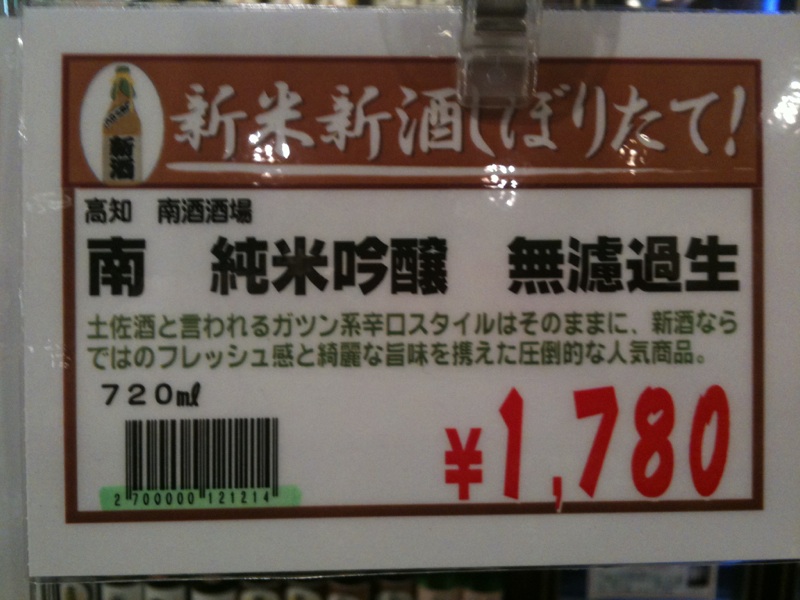 新米新酒しぼりたて!
新酒
高知 南酒酒場
南 純米吟醸 無濾過生
土佐酒と言われるガツン系辛口スタイルはそのままに、新酒なら
ではのフレッシュ感と綺麗な旨味を携えた圧倒的な人気商品。
720㎖
¥1,780
2 700000 121214